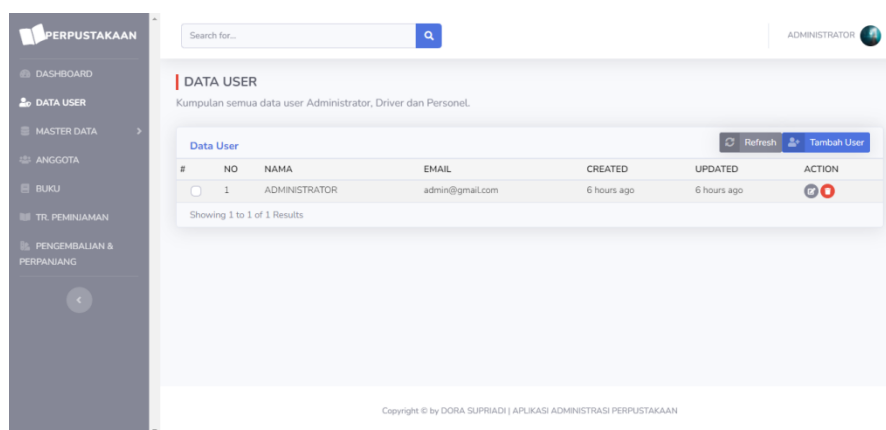 PERPUSTAKAAN
Search for...
ADMINISTRATOR
DASHBOARD
DATA USER
MASTER DATA
ANGGOTA
BUKU
TR. PEMINJAMAN
PENGEMBALIAN &
PERPANJANG
DATA USER
Kumpulan semua data user Administrator, Driver dan Personel.
Data User
Refresh
Tambah User
# NO NAMA EMAIL CREATED UPDATED ACTION
1 ADMINISTRATOR admin@gmail.com 6 hours ago 6 hours ago
Showing 1 to 1 of 1 Results
Copyright © by DORA SUPRIADI | APLIKASI ADMINISTRASI PERPUSTAKAAN